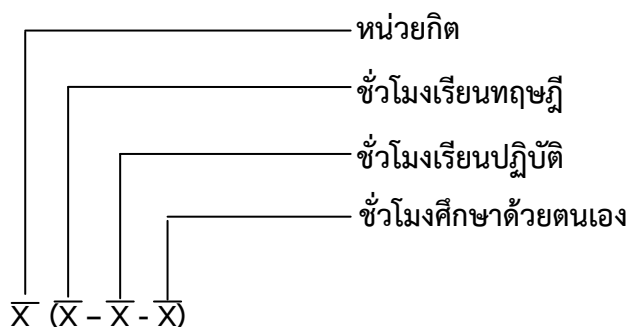 หน่วยกิต
ชั่วโมงเรียนทฤษฎี
ชั่วโมงเรียนปฏิบัติ
ชั่วโมงศึกษาด้วยตนเอง
X (X – X - X)